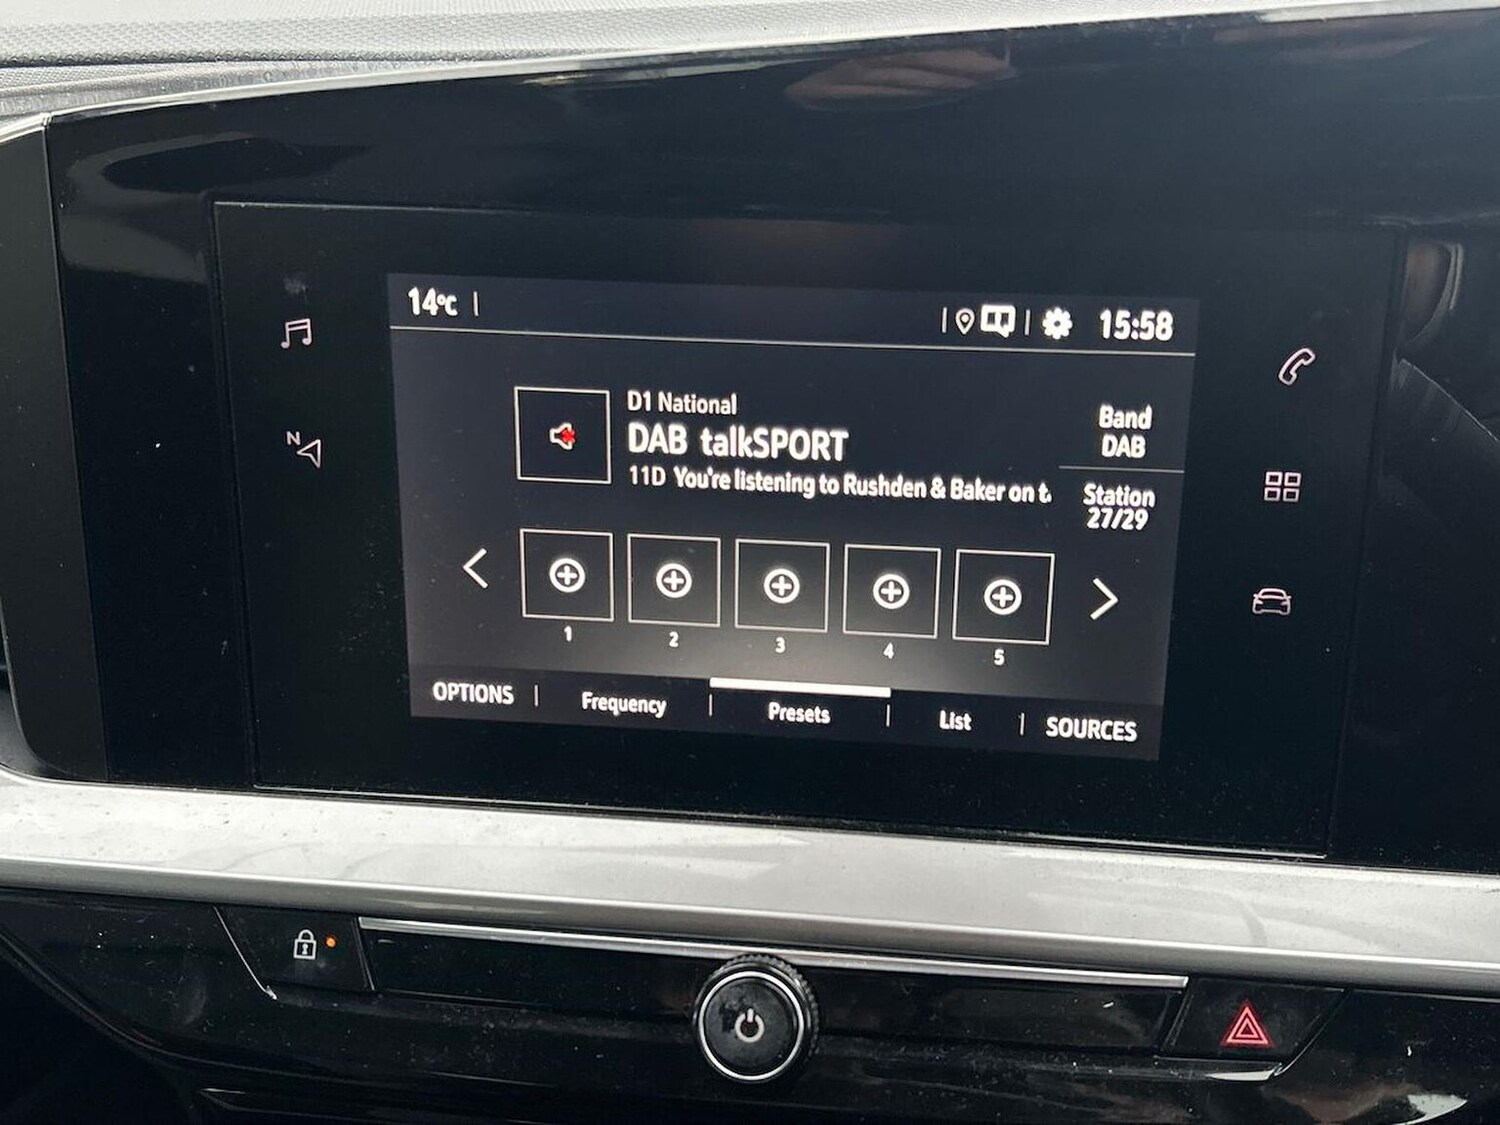 14°C
15:58
D1 National
DAB talkSPORT
11D You're listening to Rushden & Baker on t
Band
DAB
Station
27/29
1
2
3
4
5
OPTIONS
Frequency
Presets
List
SOURCES
N